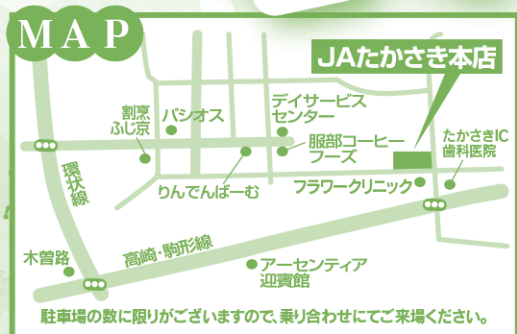 MAP
JAたかさき本店
割烹
ふじ京
パシオス
デイサービス
センター
服部コーヒー
フーズ
たかさきIC
歯科医院
環状線
りんでんばーむ
フラワークリニック
木曽路
高崎・駒形線
アーセンティア
迎賓館
駐車場の数に限りがございますので、乗り合わせにてご来場ください。